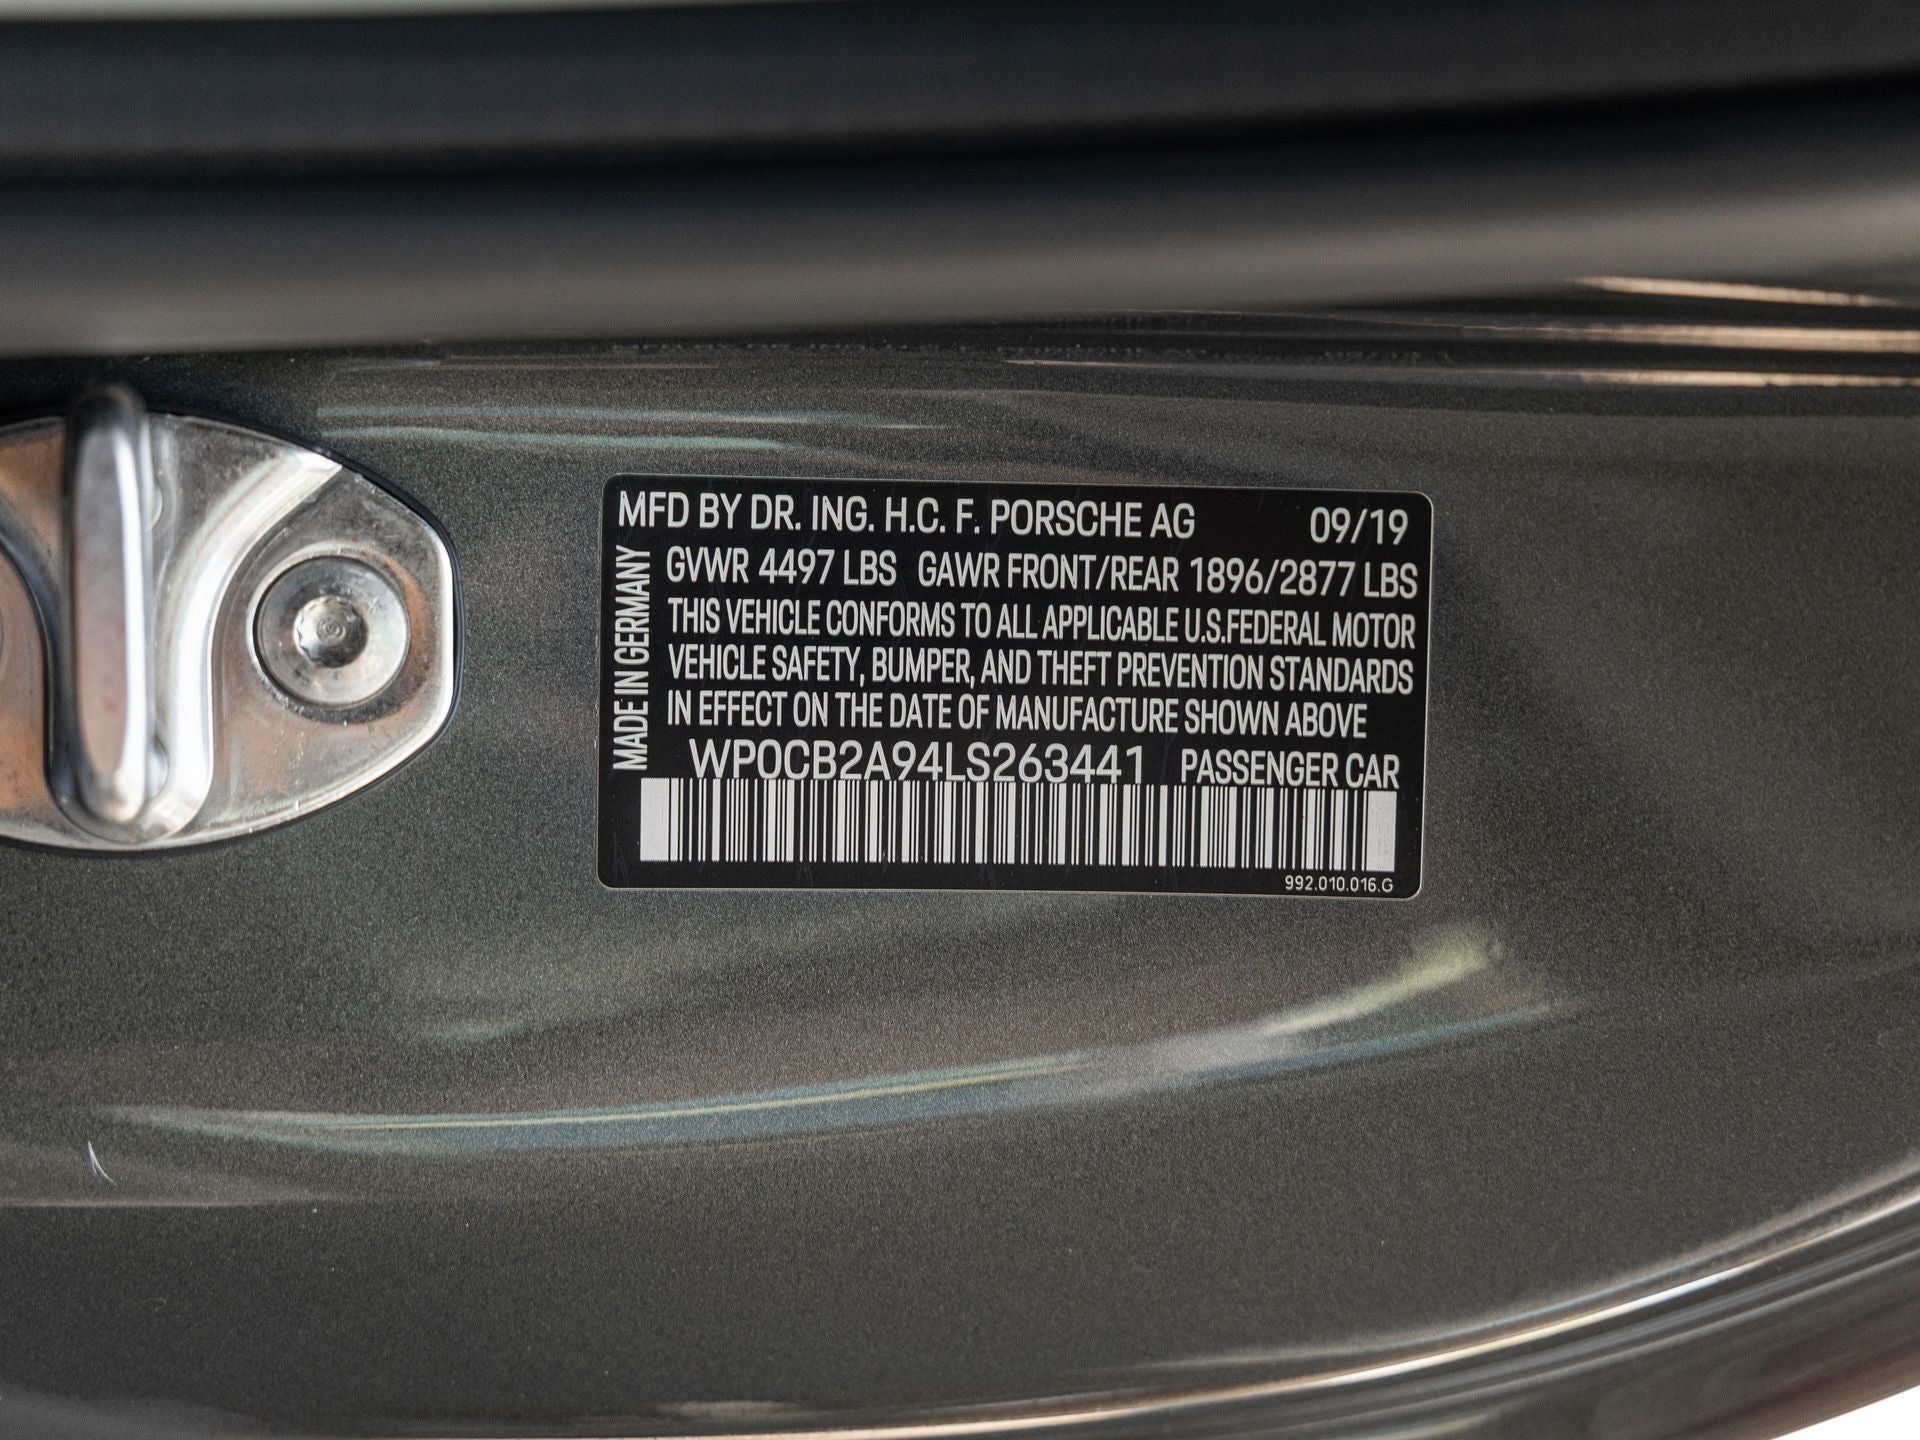 MFD BY DR. ING. H.C. F. PORSCHE AG 09/19
GVWR 4497 LBS GAWR FRONT/REAR 1896/2877 LBS
THIS VEHICLE CONFORMS TO ALL APPLICABLE U.S.FEDERAL MOTOR
VEHICLE SAFETY, BUMPER, AND THEFT PREVENTION STANDARDS
IN EFFECT ON THE DATE OF MANUFACTURE SHOWN ABOVE
MADE IN GERMANY
WP0CB2A94LS263441 PASSENGER CAR
992.010.016.G